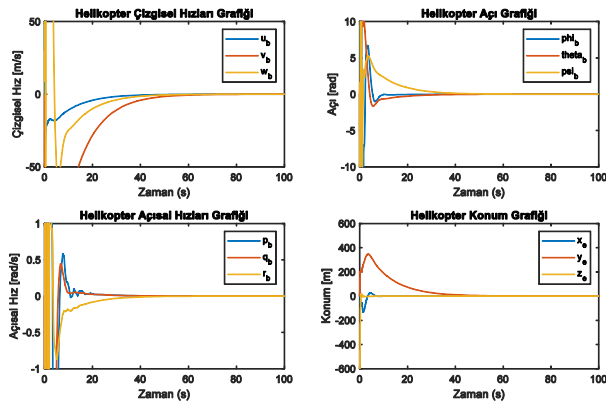 Helikopter Çizgisel Hızları Grafiği
Çizgisel Hız [m/s]
50
0
-50
0 20 40 60 80 100
Zaman (s)
u_b
v_b
w_b
Helikopter Açı Grafiği
Açı [rad]
10
5
0
-5
-10
0 20 40 60 80 100
Zaman (s)
phi_b
theta_b
psi_b
Helikopter Açısal Hızları Grafiği
Açısal Hız [rad/s]
1
0.5
0
-0.5
-1
0 20 40 60 80 100
Zaman (s)
p_b
q_b
r_b
Helikopter Konum Grafiği
Konum [m]
600
400
200
0
-200
-400
-600
0 20 40 60 80 100
Zaman (s)
x_e
y_e
z_e